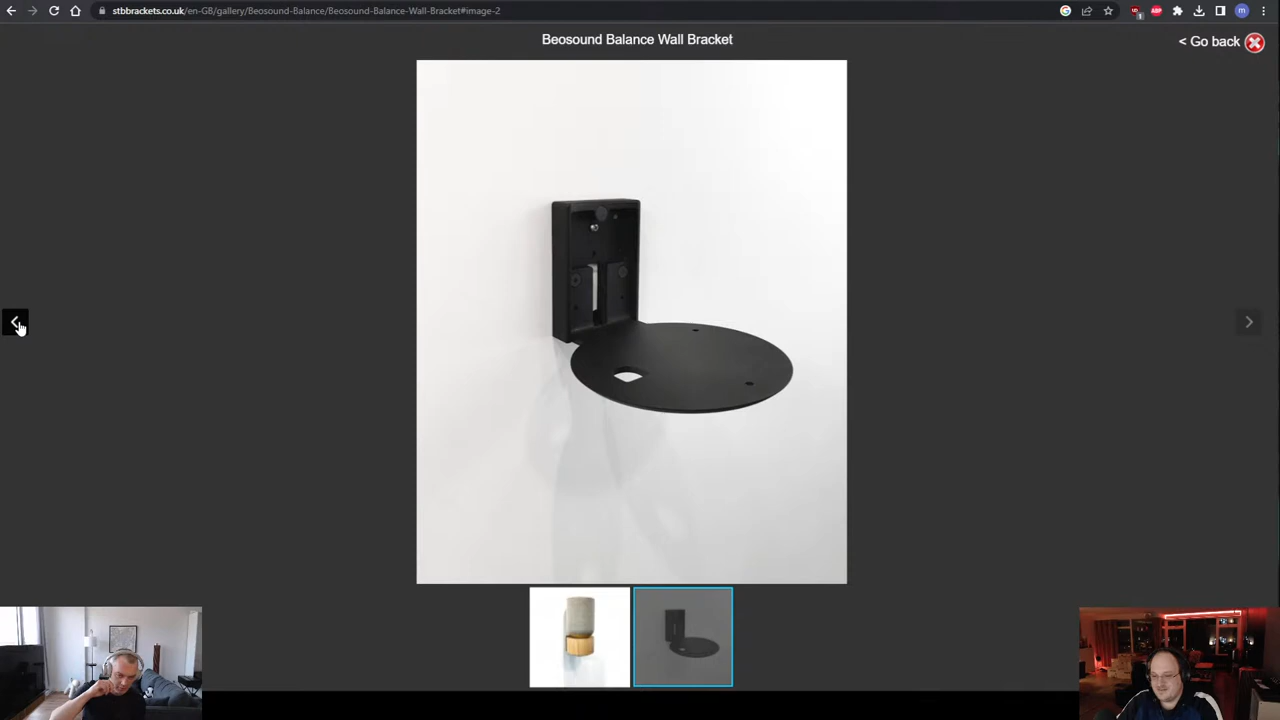 stbbrackets.co.uk/en-GB/gallery/Beosound-Balance/Beosound-Balance-Wall-Bracket#image-2
Beosound Balance Wall Bracket
< Go back